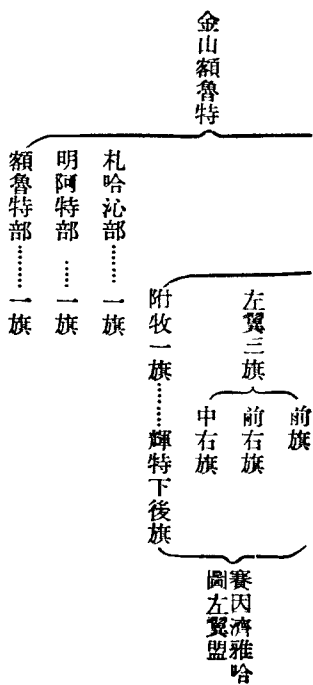 金山額魯特
前旗
左翼三旗
前右旗
中右旗
附牧一旗………輝特下後旗
賽因濟雅哈
圖左翼盟
札哈沁部……一旗
明阿特部……一旗
額魯特部………一旗